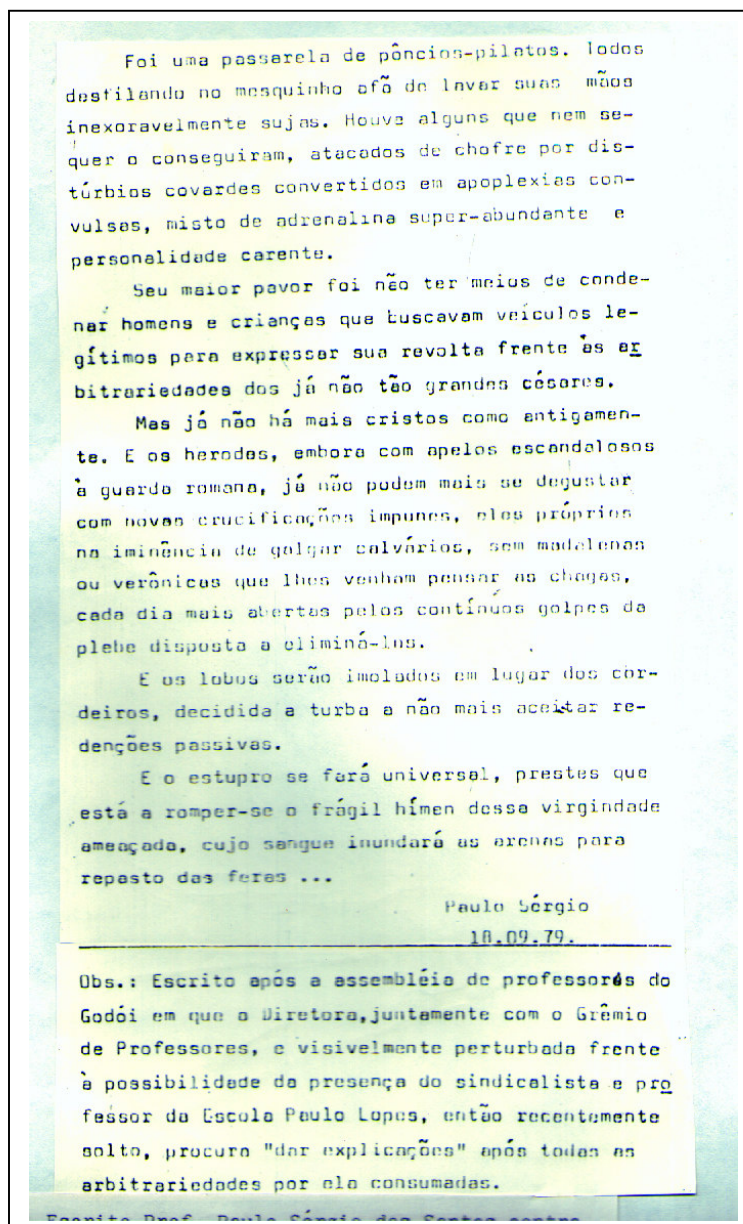 Foi uma passarela de pôncios-pilatos. Todos
desfilando no mesquinho afã de lavar suas mãos
inexoravelmente sujas. Houve alguns que nem se-
quer o conseguiram, atacados de chofre por dis-
túrbios covardes convertidos em apoplexias con-
vulsas, misto de adrenalina super-abundante e
personalidade carente.
Seu maior pavor foi não ter meios de conde-
nar homens e crianças que buscavam veículos le-
gítimos para expressar sua revolta frente às ar
bitrariedades dos já não tão grandes césares.
Mas já não há mais cristos como antigamen-
te. E os herodes, embora com apelos escandalosos
à guarda romana, já não podem mais se degustar
com novas crucificações impunes, eles próprios
na iminência de galgar calvários, sem madalenas
ou verônicas que lhes venham pensar as chagas,
cada dia mais abertas pelos contínuos golpes da
plebe disposta a eliminá-los.
E os lobos serão imolados em lugar dos cor-
deiros, decidida a turba a não mais aceitar re-
denções passivas.
E o estupro se fará universal, prestes que
está a romper-se o frágil hímen dessa virgindade
ameaçada, cujo sangue inundará as arenas para
repasto das feras ...
Paulo Sérgio
18.09.79.
Obs.: Escrito após a assembléia de professores do
Godói em que a Diretora,juntamente com o Grêmio
de Professores, e visivelmente perturbada frente
à possibilidade da presença do sindicalista e pro
fessor da Escola Paulo Lopes, então recentemente
solto, procura "dar explicações" após todas as
arbitrariedades por ela consumadas.
Escrito Prof. Paulo Sérgio dos Santos contra